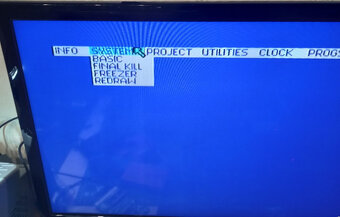 INFO SYSTEM PROJECT UTILITIES CLOCK PROGS
BASIC
FINAL KILL
FREEZER
REDRAW